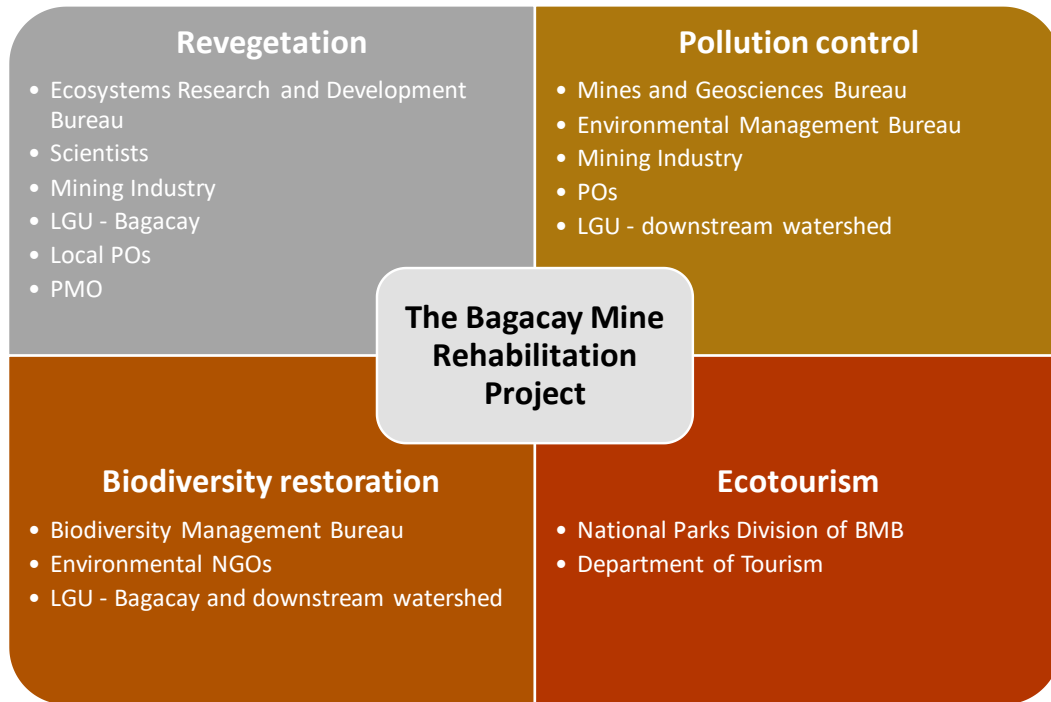 Revegetation
• Ecosystems Research and Development
Bureau
• Scientists
• Mining Industry
• LGU - Bagacay
• Local POs
• PMO
Pollution control
• Mines and Geosciences Bureau
• Environmental Management Bureau
• Mining Industry
• POs
• LGU - downstream watershed
The Bagacay Mine
Rehabilitation
Project
Biodiversity restoration
• Biodiversity Management Bureau
• Environmental NGOs
• LGU - Bagacay and downstream watershed
Ecotourism
• National Parks Division of BMB
• Department of Tourism